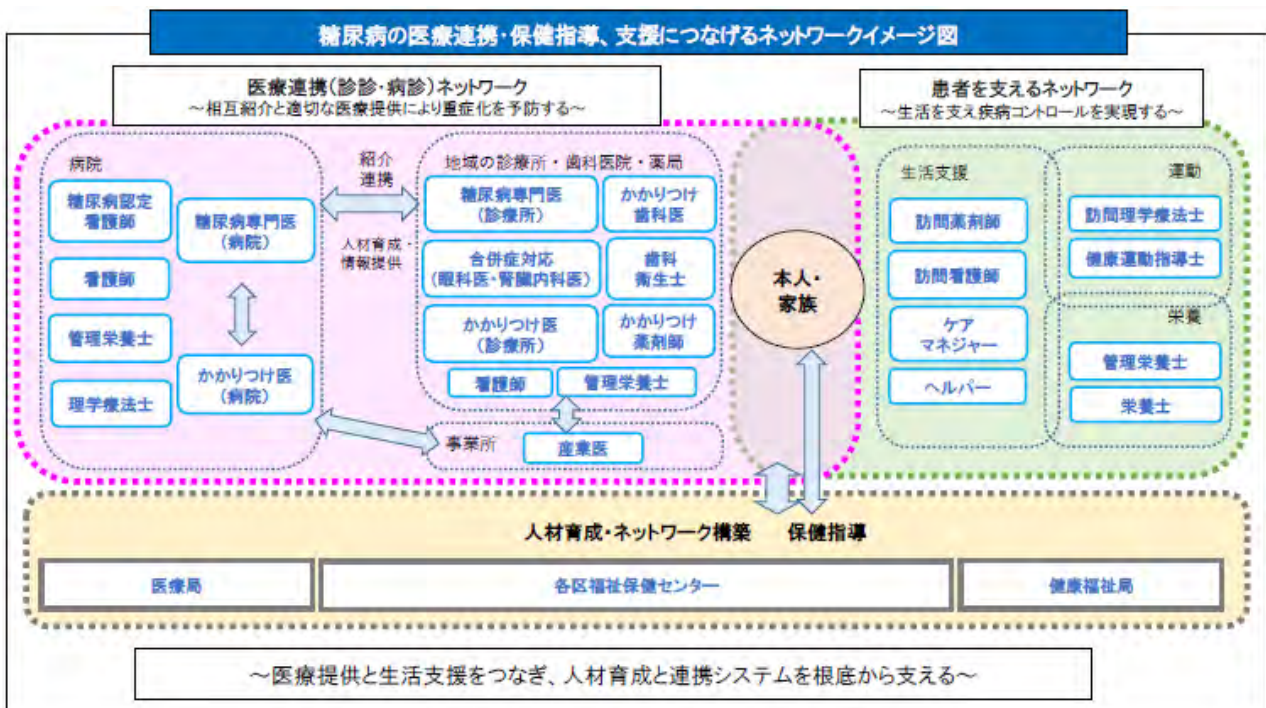 糖尿病の医療連携・保健指導、支援につなげるネットワークイメージ図
医療連携(診診・病診)ネットワーク
～相互紹介と適切な医療提供により重症化を予防する～
患者を支えるネットワーク
～生活を支え疾病コントロールを実現する～
病院
糖尿病認定
看護師
看護師
管理栄養士
理学療法士
糖尿病専門医
(病院)
かかりつけ医
(病院)
紹介
連携
人材育成・
情報提供
地域の診療所・歯科医院・薬局
糖尿病専門医
(診療所)
かかりつけ
歯科医
合併症対応
(眼科医・腎臓内科医)
歯科
衛生士
かかりつけ医
(診療所)
かかりつけ
薬剤師
看護師
管理栄養士
事業所
産業医
本人・
家族
生活支援
訪問薬剤師
訪問看護師
ケア
マネジャー
ヘルパー
運動
訪問理学療法士
健康運動指導士
栄養
管理栄養士
栄養士
人材育成・ネットワーク構築
保健指導
医療局
各区福祉保健センター
健康福祉局
～医療提供と生活支援をつなぎ、人材育成と連携システムを根底から支える～